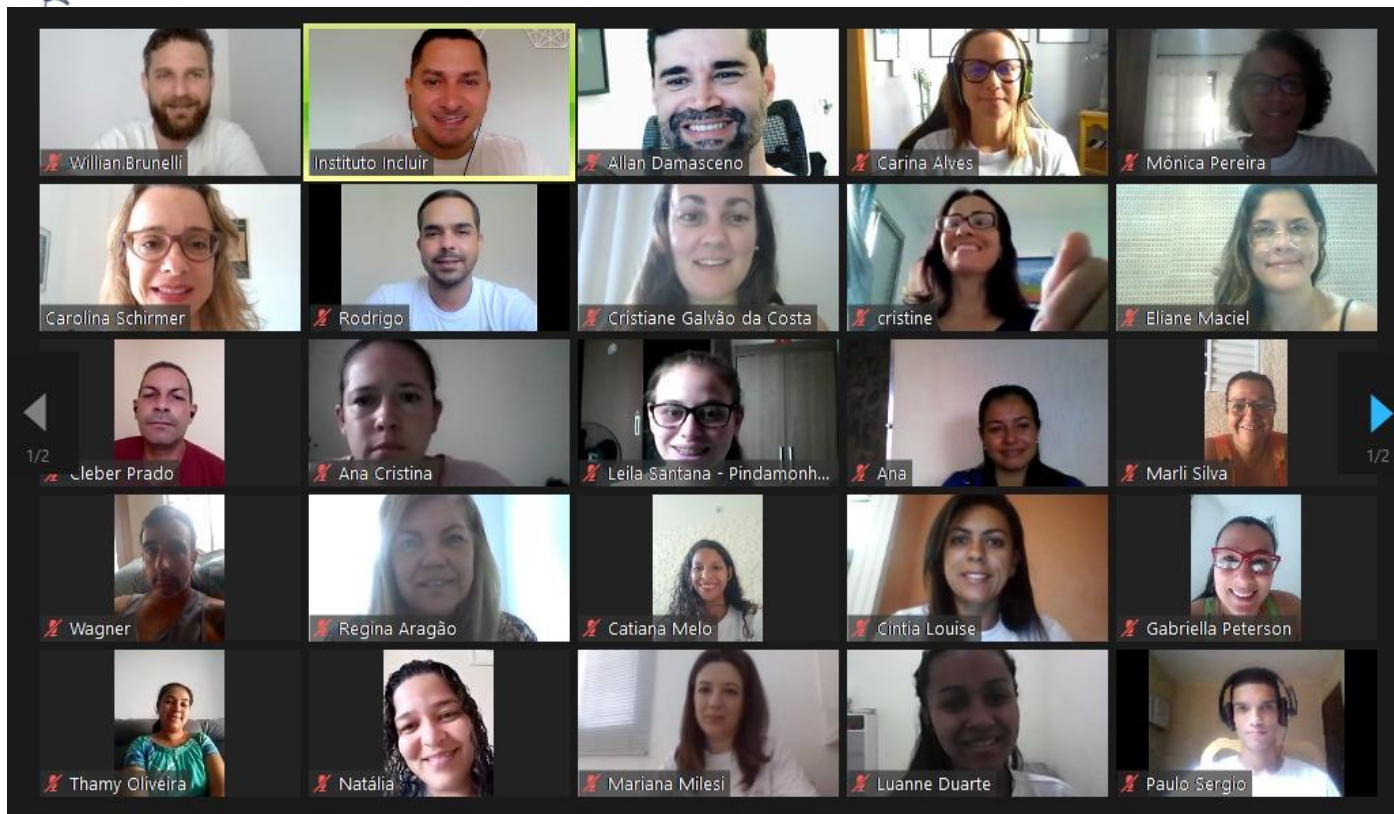 Willian.Brunelli
Instituto Incluir
Allan Damasceno
Carina Alves
Mônica Pereira
Carolina Schirmer
Rodrigo
Cristiane Galvão da Costa
cristine
Eliane Maciel
1/2
Cleber Prado
Ana Cristina
Leila Santana - Pindamonh...
Ana
Marli Silva
1/2
Wagner
Regina Aragão
Catiana Melo
Cintia Louise
Gabriella Peterson
Thamy Oliveira
Natália
Mariana Milesi
Luanne Duarte
Paulo Sergio